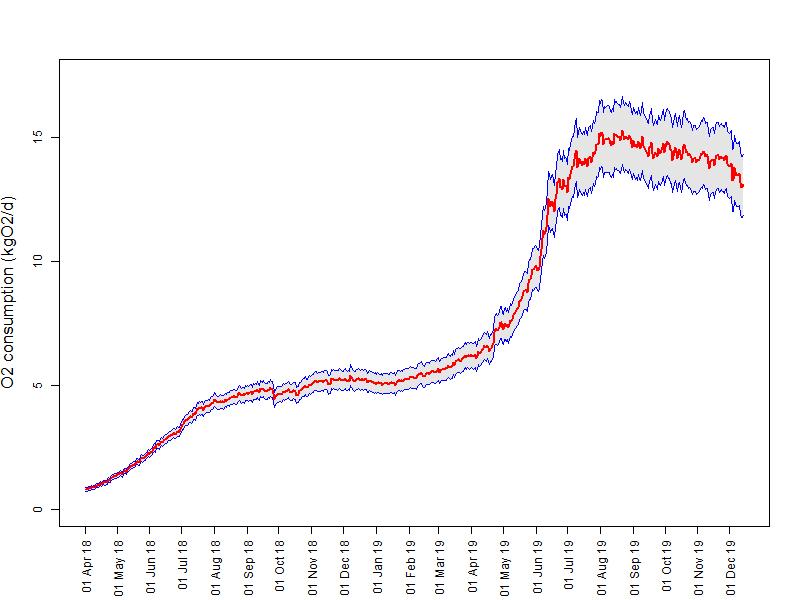 O2 consumption (kgO2/d)
15
10
5
0
01 Apr 18
01 May 18
01 Jun 18
01 Jul 18
01 Aug 18
01 Sep 18
01 Oct 18
01 Nov 18
01 Dec 18
01 Jan 19
01 Feb 19
01 Mar 19
01 Apr 19
01 May 19
01 Jun 19
01 Jul 19
01 Aug 19
01 Sep 19
01 Oct 19
01 Nov 19
01 Dec 19